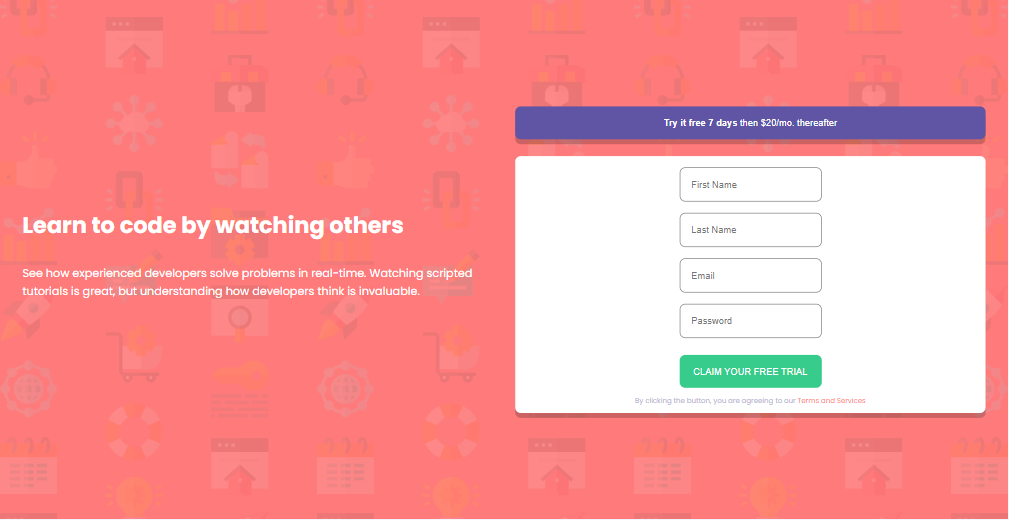 Learn to code by watching others
See how experienced developers solve problems in real-time. Watching scripted
tutorials is great, but understanding how developers think is invaluable.
Try it free 7 days then $20/mo. thereafter
First Name
Last Name
Email
Password
CLAIM YOUR FREE TRIAL
By clicking the button, you are agreeing to our Terms and Services